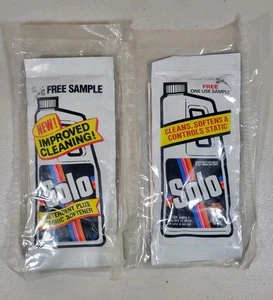 FREE SAMPLE
NEW!
IMPROVED
CLEANING!
Solo
DETERGENT PLUS
FABRIC SOFTENER
FREE
ONE USE SAMPLE
CLEANS, SOFTENS &
CONTROLS STATIC
Solo